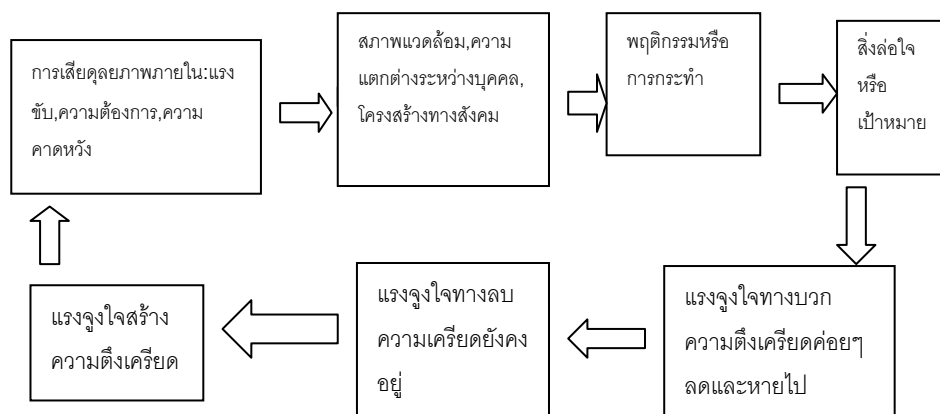 การเสียดุลยภาพภายใน:แรง
ขับ,ความต้องการ,ความ
คาดหวัง
สภาพแวดล้อม,ความ
แตกต่างระหว่างบุคคล,
โครงสร้างทางสังคม
พฤติกรรมหรือ
การกระทำ
สิ่งล่อใจ
หรือ
เป้าหมาย
แรงจูงใจทางบวก
ความตึงเครียดค่อยๆ
ลดและหายไป
แรงจูงใจทางลบ
ความเครียดยังคง
อยู่
แรงจูงใจสร้าง
ความตึงเครียด